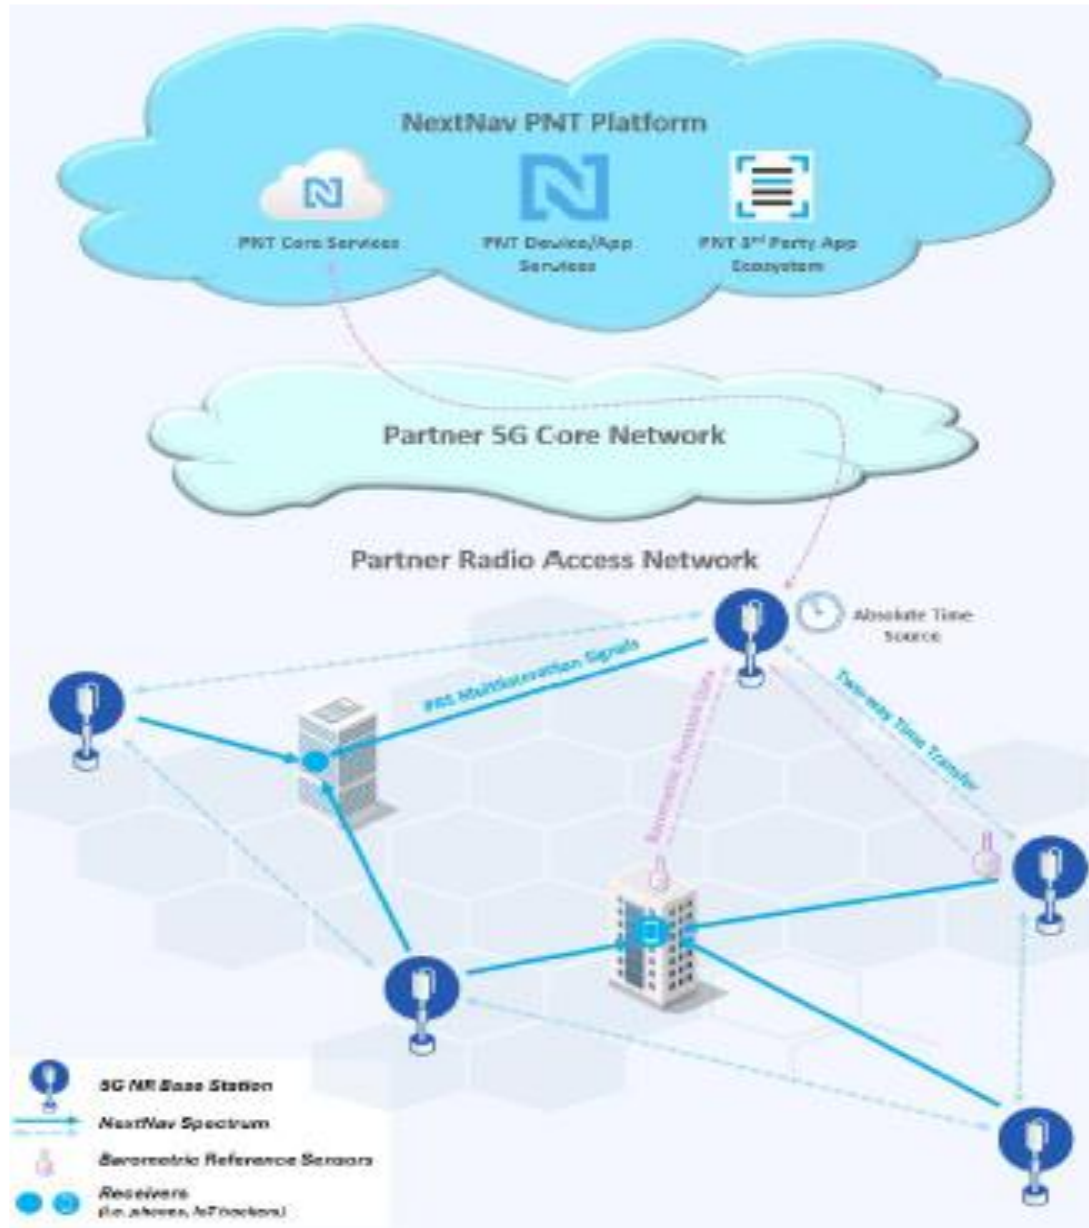 NextNav PNT Platform
PNT Core Services
PNT Device/App
Services
PNT 3rd Party App
Ecosystem
Partner 5G Core Network
Partner Radio Access Network
Absolute Time
Source
PRS Multilateration Signals
Barometric Pressure Data
Two-way Time Transfer
5G NR Base Station
NextNav Spectrum
Barometric Reference Sensors
Receivers
(i.e. phones, IoT trackers)